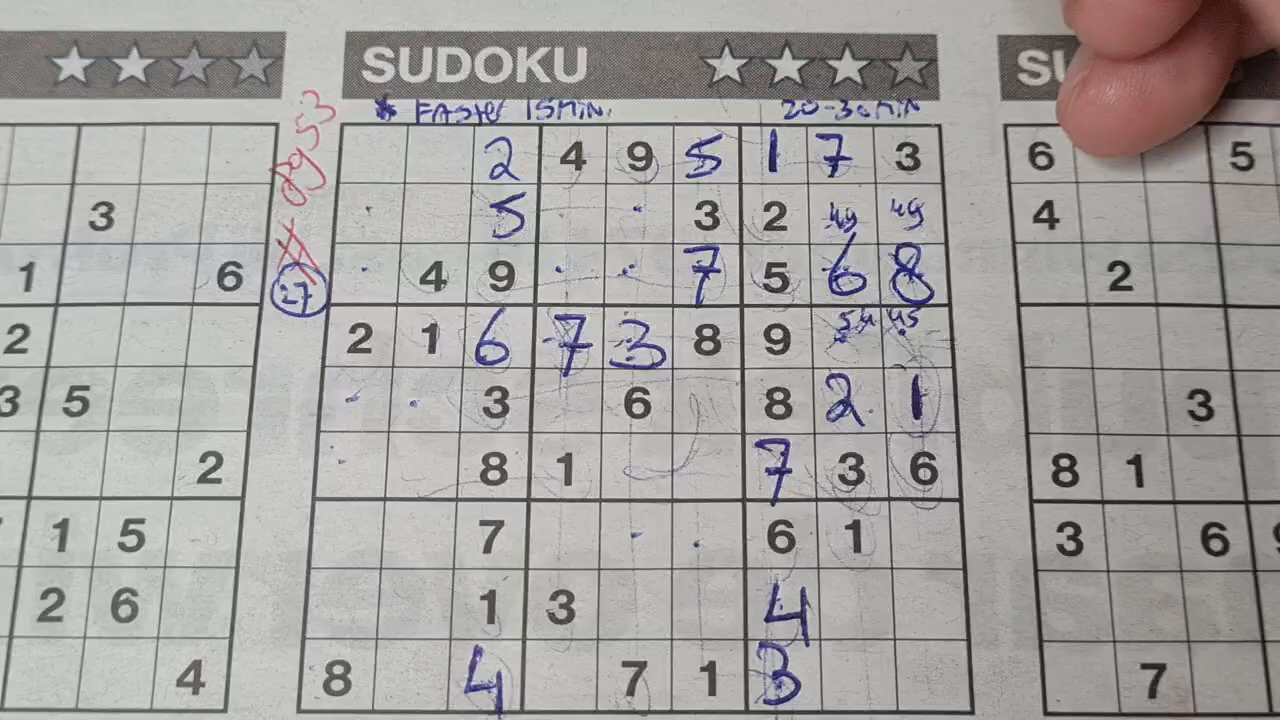 SUDOKU SU
* FASTER 15MIN. 20-30MIN
2 4 9 5 1 7 3 6 5
3 5 3 2 49 49 4
1 6 4 9 7 5 6 8 2
27
2 2 1 6 7 3 8 9 54 45
3 5 3 6 8 2 1 3
2 8 1 7 3 6 8 1
1 5 7 6 1 3 6
2 6 1 3 4
4 8 4 7 1 3 7